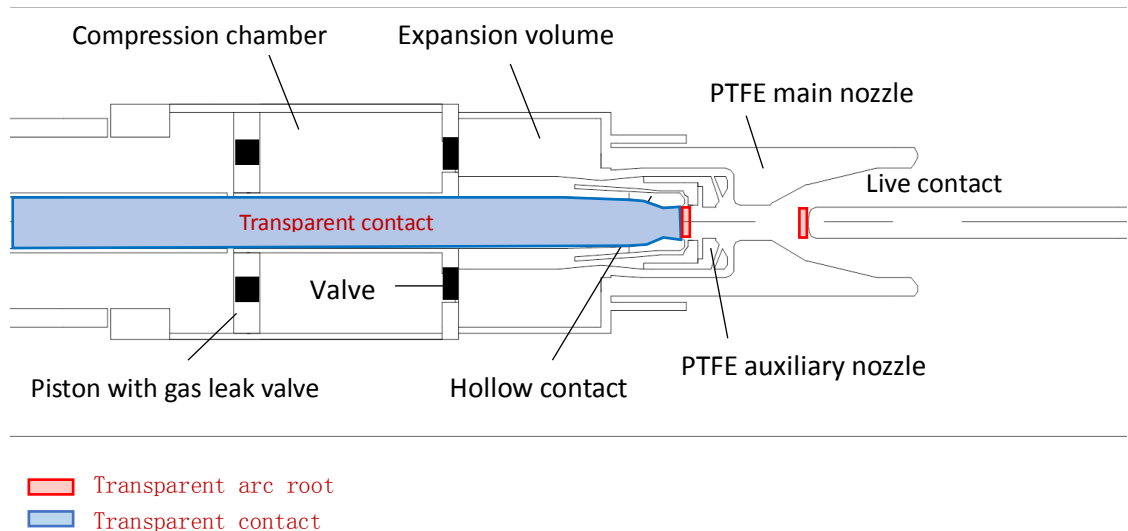 Compression chamber
Expansion volume
PTFE main nozzle
Live contact
Transparent contact
Valve
PTFE auxiliary nozzle
Piston with gas leak valve
Hollow contact
Transparent arc root
Transparent contact